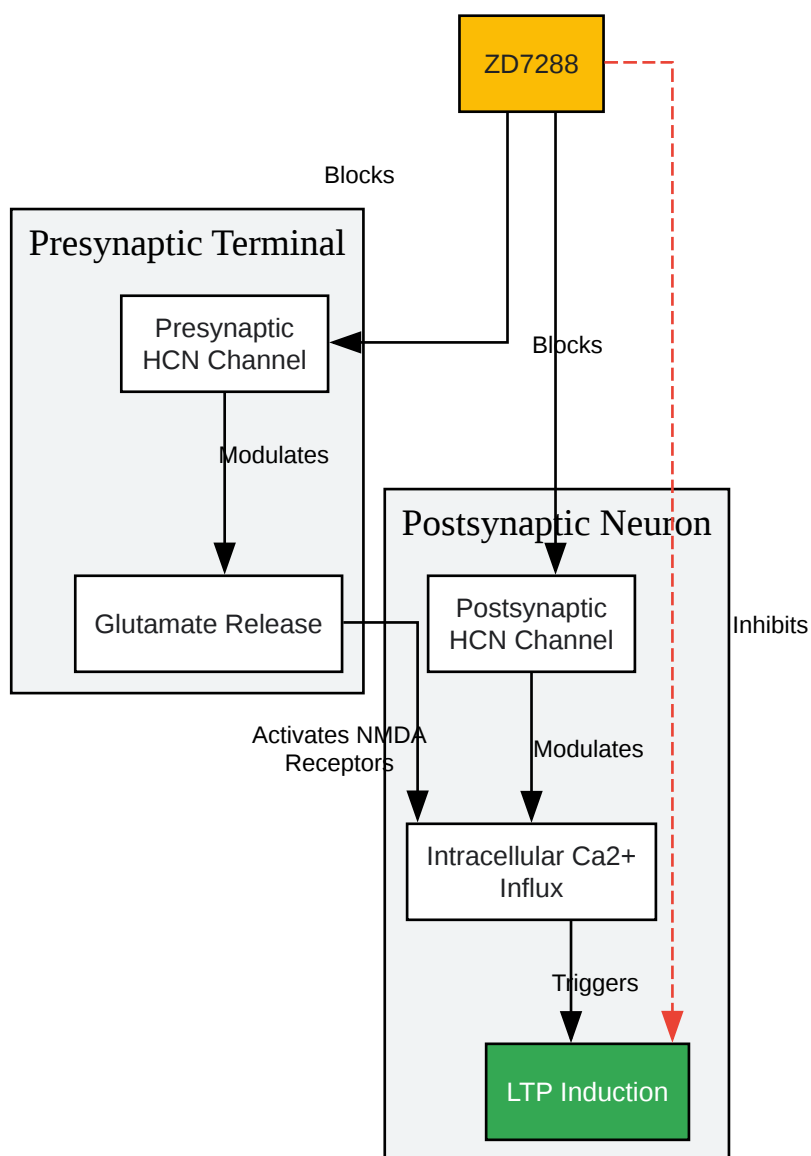 ZD7288
Blocks
Presynaptic Terminal
Presynaptic
HCN Channel
Blocks
Modulates
Postsynaptic Neuron
Glutamate Release
Postsynaptic
HCN Channel
Inhibits
Activates NMDA
Receptors
Modulates
Intracellular Ca2+
Influx
Triggers
LTP Induction